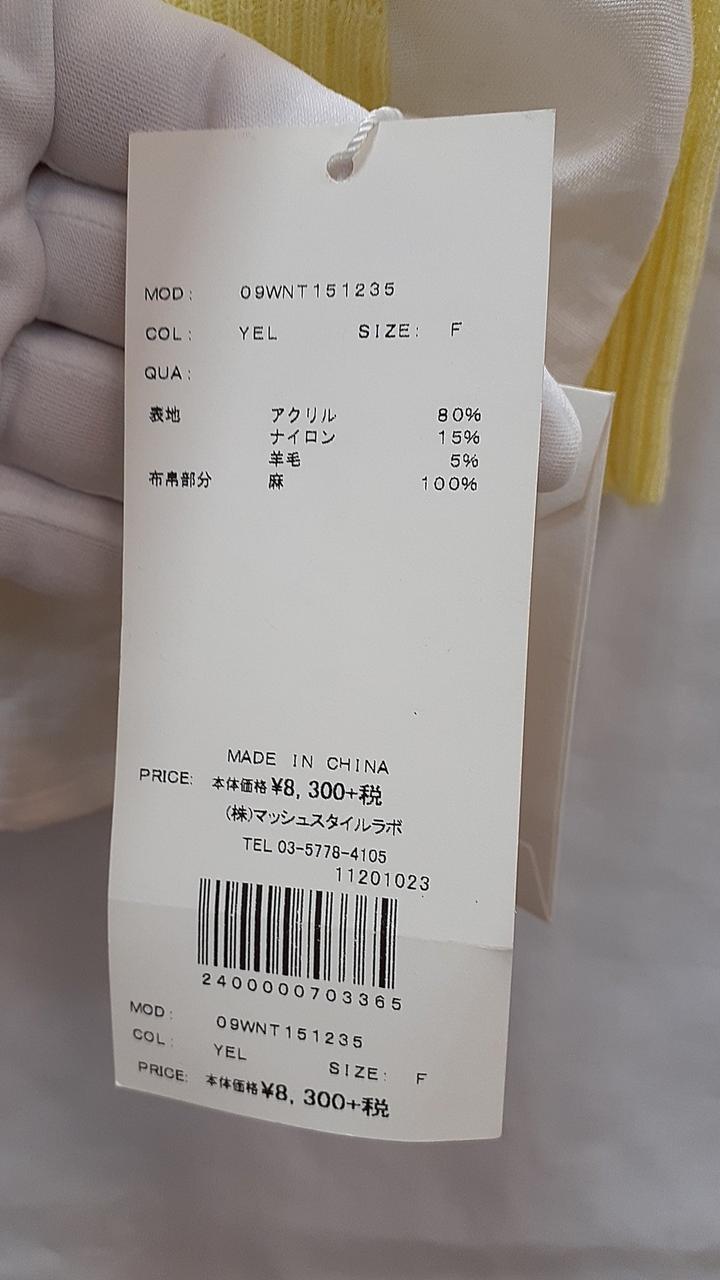 MOD: 09WNT151235
COL: YEL SIZE: F
QUA:
表地 アクリル 80%
ナイロン 15%
羊毛 5%
布帛部分 麻 100%
MADE IN CHINA
PRICE: 本体価格¥8,300+税
(株)マッシュスタイルラボ
TEL 03-5778-4105
11201023
2400000703365
MOD: 09WNT151235
COL: YEL SIZE: F
PRICE: 本体価格¥8,300+税